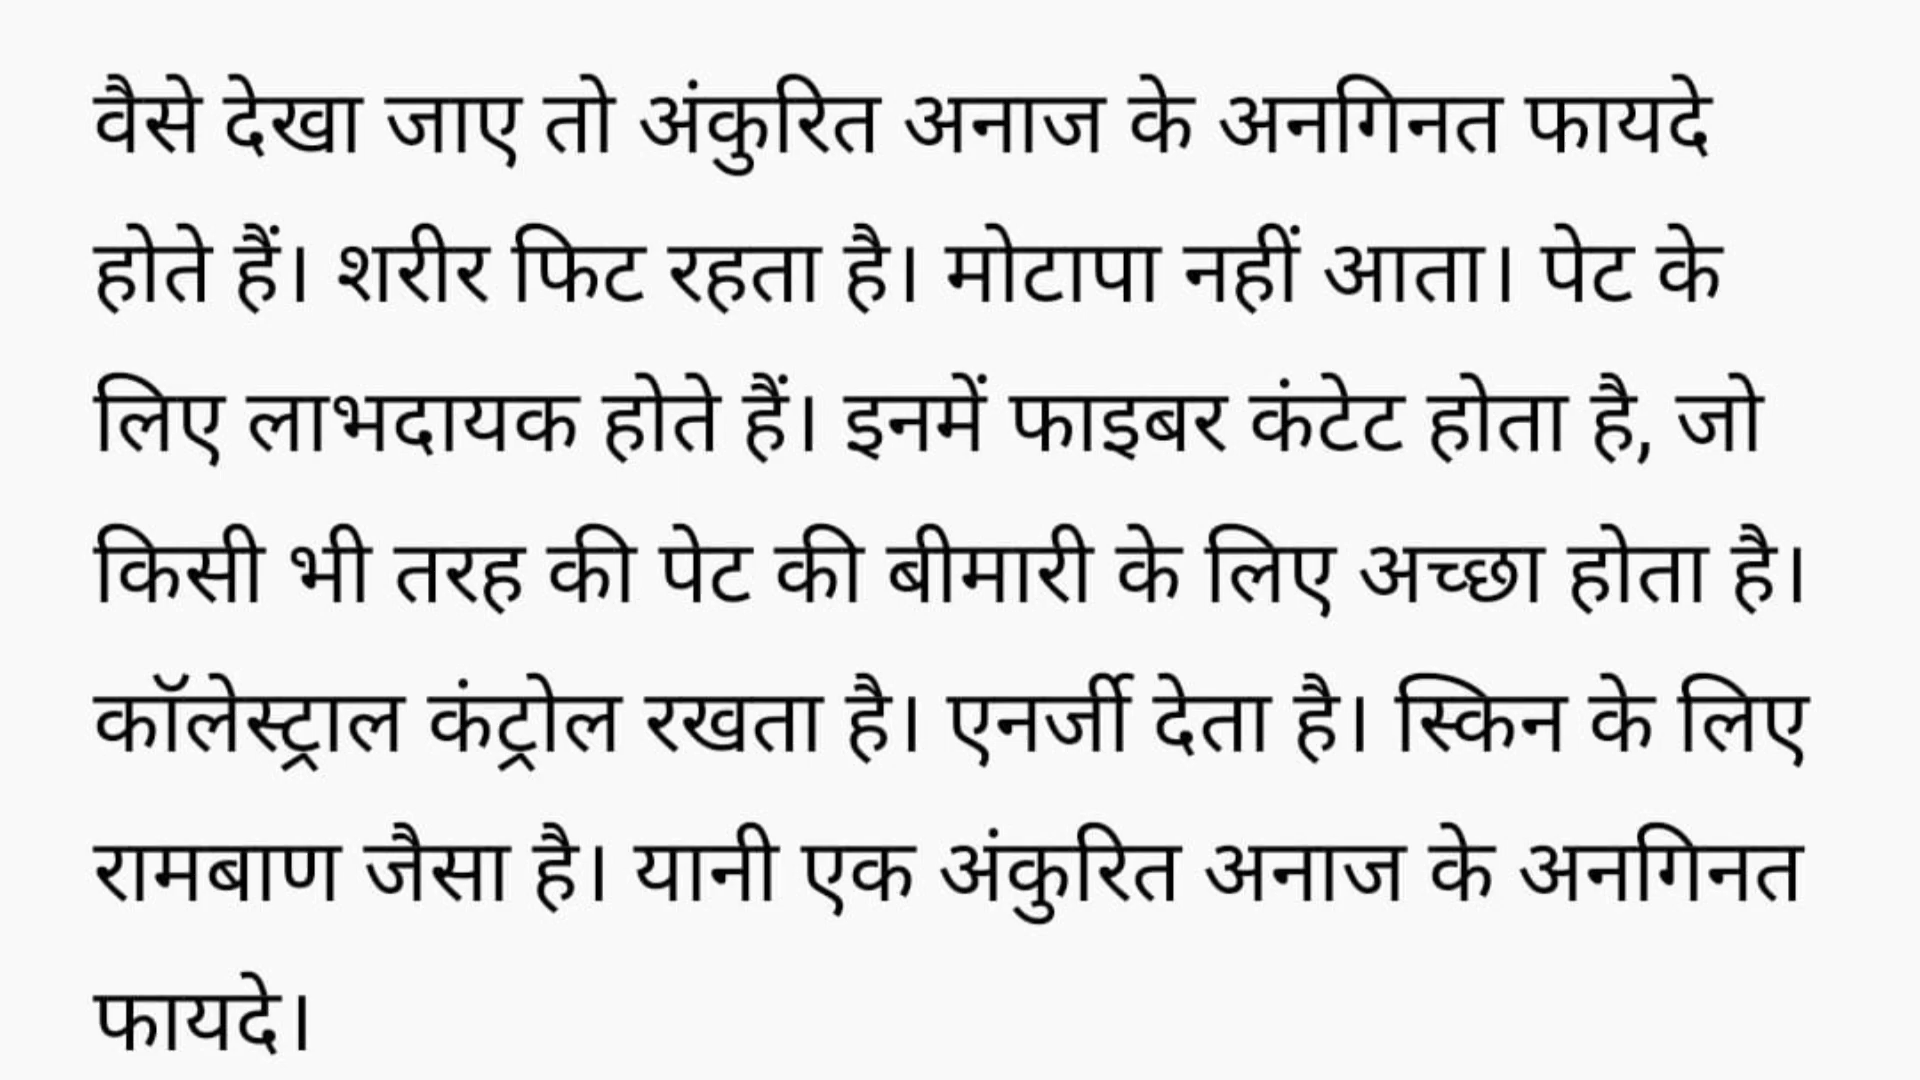 वैसे देखा जाए तो अंकुरित अनाज के अनगिनत फायदे
होते हैं। शरीर फिट रहता है। मोटापा नहीं आता। पेट के
लिए लाभदायक होते हैं। इनमें फाइबर कंटेट होता है, जो
किसी भी तरह की पेट की बीमारी के लिए अच्छा होता है।
कॉलेस्ट्राल कंट्रोल रखता है। एनर्जी देता है। स्किन के लिए
रामबाण जैसा है। यानी एक अंकुरित अनाज के अनगिनत
फायदे।